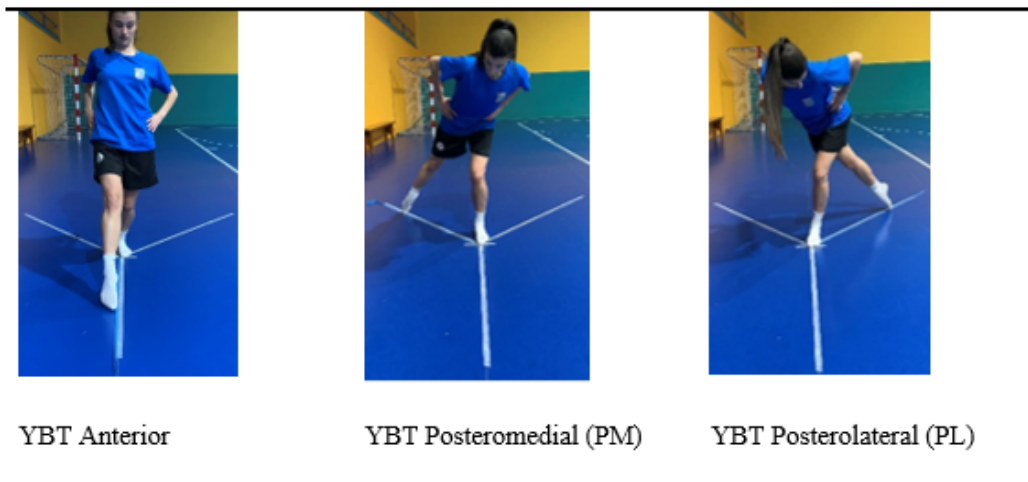 YBT Anterior
YBT Posteromedial (PM)
YBT Posterolateral (PL)